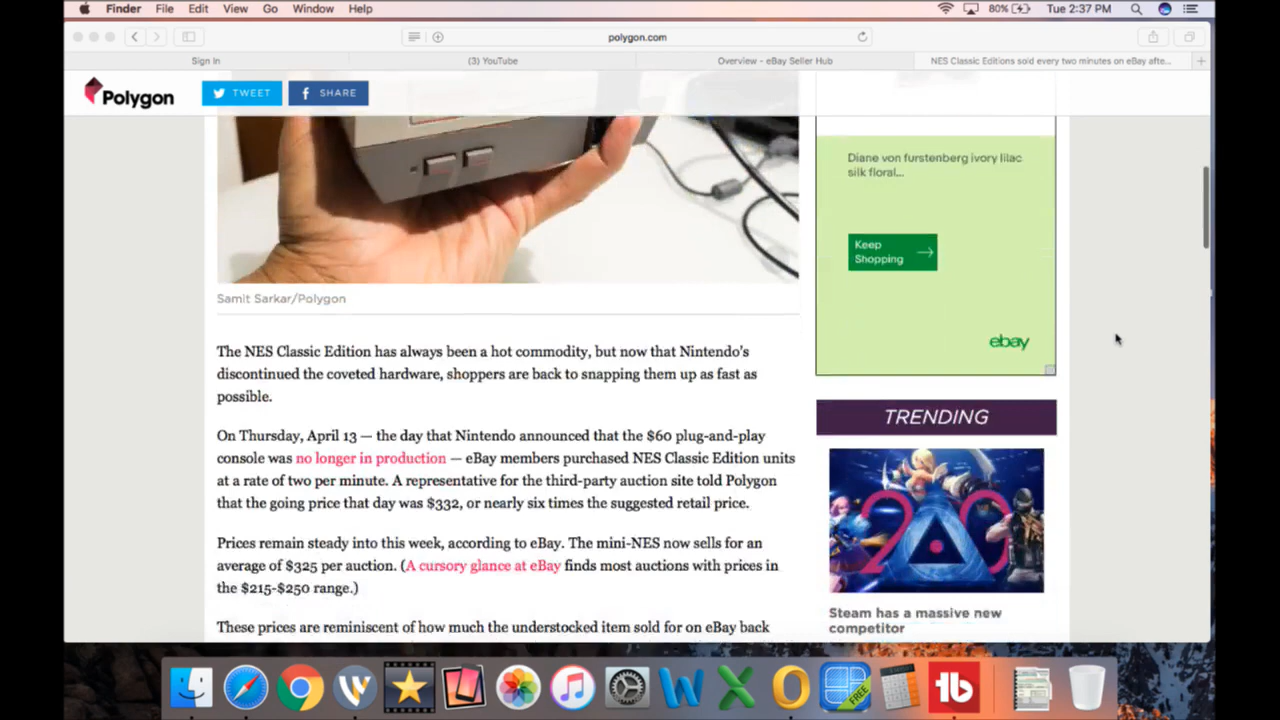 Finder File Edit View Go Window Help
80% Tue 2:37 PM
polygon.com
Sign In
(3) YouTube
Overview - eBay Seller Hub
NES Classic Editions sold every two minutes on eBay afte...
Polygon
TWEET
SHARE
Diane von furstenberg ivory lilac
silk floral...
Keep
Shopping
ebay
Samit Sarkar/Polygon
The NES Classic Edition has always been a hot commodity, but now that Nintendo's
discontinued the coveted hardware, shoppers are back to snapping them up as fast as
possible.
On Thursday, April 13 — the day that Nintendo announced that the $60 plug-and-play
console was no longer in production — eBay members purchased NES Classic Edition units
at a rate of two per minute. A representative for the third-party auction site told Polygon
that the going price that day was $332, or nearly six times the suggested retail price.
Prices remain steady into this week, according to eBay. The mini-NES now sells for an
average of $325 per auction. (A cursory glance at eBay finds most auctions with prices in
the $215-$250 range.)
These prices are reminiscent of how much the understocked item sold for on eBay back
TRENDING
20
Steam has a massive new
competitor
W
FREE
tb